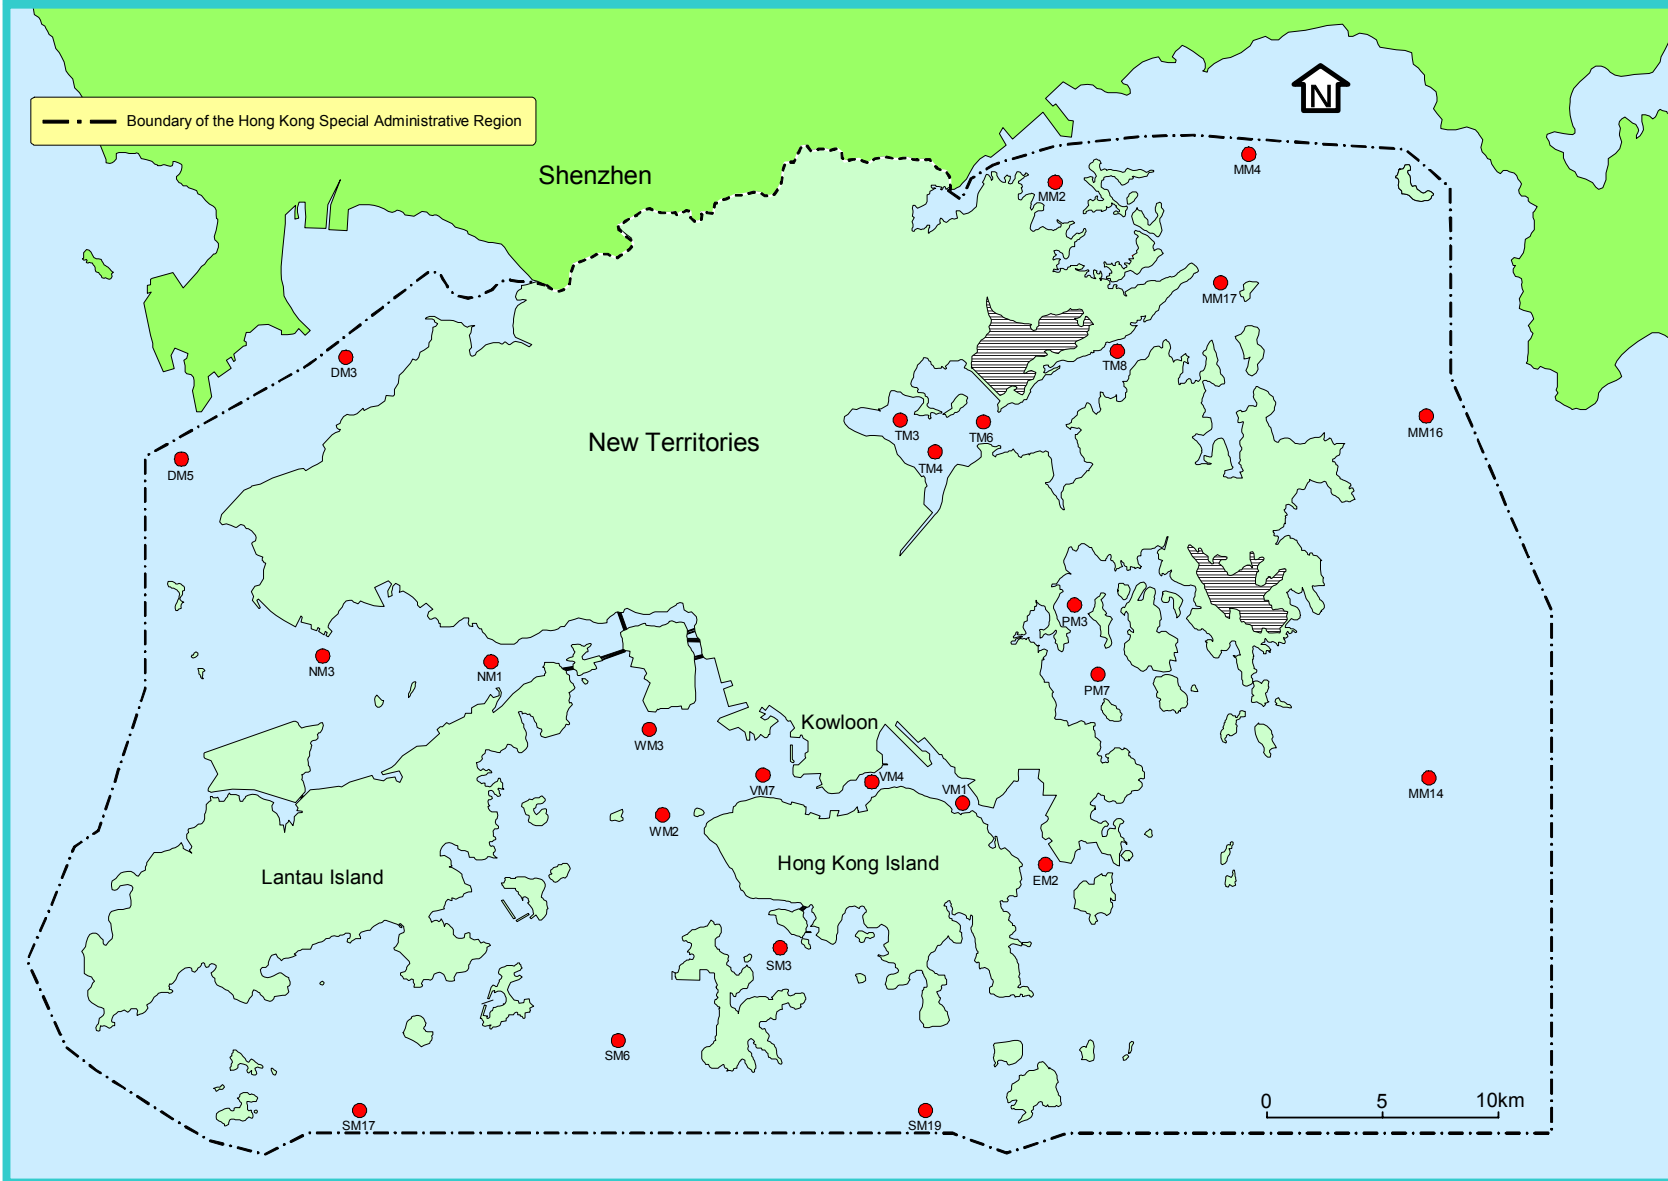 N
Boundary of the Hong Kong Special Administrative Region
Shenzhen
MM4
MM2
MM17
DM3
TM8
New Territories
TM3
TM6
MM16
TM4
DM5
PM3
NM3
NM1
PM7
Kowloon
WM3
VM4
VM7
VM1
MM14
WM2
Hong Kong Island
Lantau Island
EM2
SM3
SM6
0 5 10km
SM17
SM19